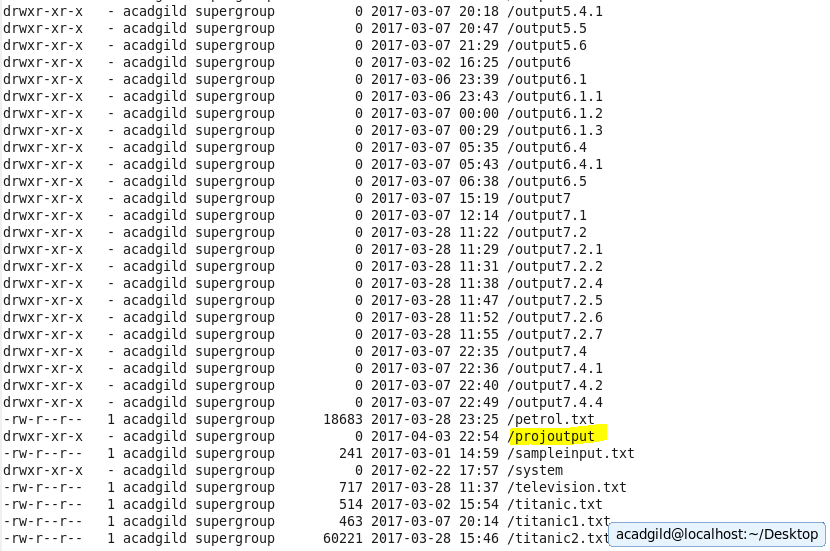 drwxr-xr-x   - acadgild supergroup          0 2017-03-07 20:18 /output5.4.1
drwxr-xr-x   - acadgild supergroup          0 2017-03-07 20:47 /output5.5
drwxr-xr-x   - acadgild supergroup          0 2017-03-07 21:29 /output5.6
drwxr-xr-x   - acadgild supergroup          0 2017-03-02 16:25 /output6
drwxr-xr-x   - acadgild supergroup          0 2017-03-06 23:39 /output6.1
drwxr-xr-x   - acadgild supergroup          0 2017-03-06 23:43 /output6.1.1
drwxr-xr-x   - acadgild supergroup          0 2017-03-07 00:00 /output6.1.2
drwxr-xr-x   - acadgild supergroup          0 2017-03-07 00:29 /output6.1.3
drwxr-xr-x   - acadgild supergroup          0 2017-03-07 05:35 /output6.4
drwxr-xr-x   - acadgild supergroup          0 2017-03-07 05:43 /output6.4.1
drwxr-xr-x   - acadgild supergroup          0 2017-03-07 06:38 /output6.5
drwxr-xr-x   - acadgild supergroup          0 2017-03-07 15:19 /output7
drwxr-xr-x   - acadgild supergroup          0 2017-03-07 12:14 /output7.1
drwxr-xr-x   - acadgild supergroup          0 2017-03-28 11:22 /output7.2
drwxr-xr-x   - acadgild supergroup          0 2017-03-28 11:29 /output7.2.1
drwxr-xr-x   - acadgild supergroup          0 2017-03-28 11:31 /output7.2.2
drwxr-xr-x   - acadgild supergroup          0 2017-03-28 11:38 /output7.2.4
drwxr-xr-x   - acadgild supergroup          0 2017-03-28 11:47 /output7.2.5
drwxr-xr-x   - acadgild supergroup          0 2017-03-28 11:52 /output7.2.6
drwxr-xr-x   - acadgild supergroup          0 2017-03-28 11:55 /output7.2.7
drwxr-xr-x   - acadgild supergroup          0 2017-03-07 22:35 /output7.4
drwxr-xr-x   - acadgild supergroup          0 2017-03-07 22:36 /output7.4.1
drwxr-xr-x   - acadgild supergroup          0 2017-03-07 22:40 /output7.4.2
drwxr-xr-x   - acadgild supergroup          0 2017-03-07 22:49 /output7.4.4
-rw-r--r--   1 acadgild supergroup      18683 2017-03-28 23:25 /petrol.txt
drwxr-xr-x   - acadgild supergroup          0 2017-04-03 22:54 /projoutput
-rw-r--r--   1 acadgild supergroup        241 2017-03-01 14:59 /sampleinput.txt
drwxr-xr-x   - acadgild supergroup          0 2017-02-22 17:57 /system
-rw-r--r--   1 acadgild supergroup        717 2017-03-28 11:37 /television.txt
-rw-r--r--   1 acadgild supergroup        514 2017-03-02 15:54 /titanic.txt
-rw-r--r--   1 acadgild supergroup        463 2017-03-07 20:14 /titanic1.txt
-rw-r--r--   1 acadgild supergroup      60221 2017-03-28 15:46 /titanic2.txt
acadgild@localhost:~/Desktop